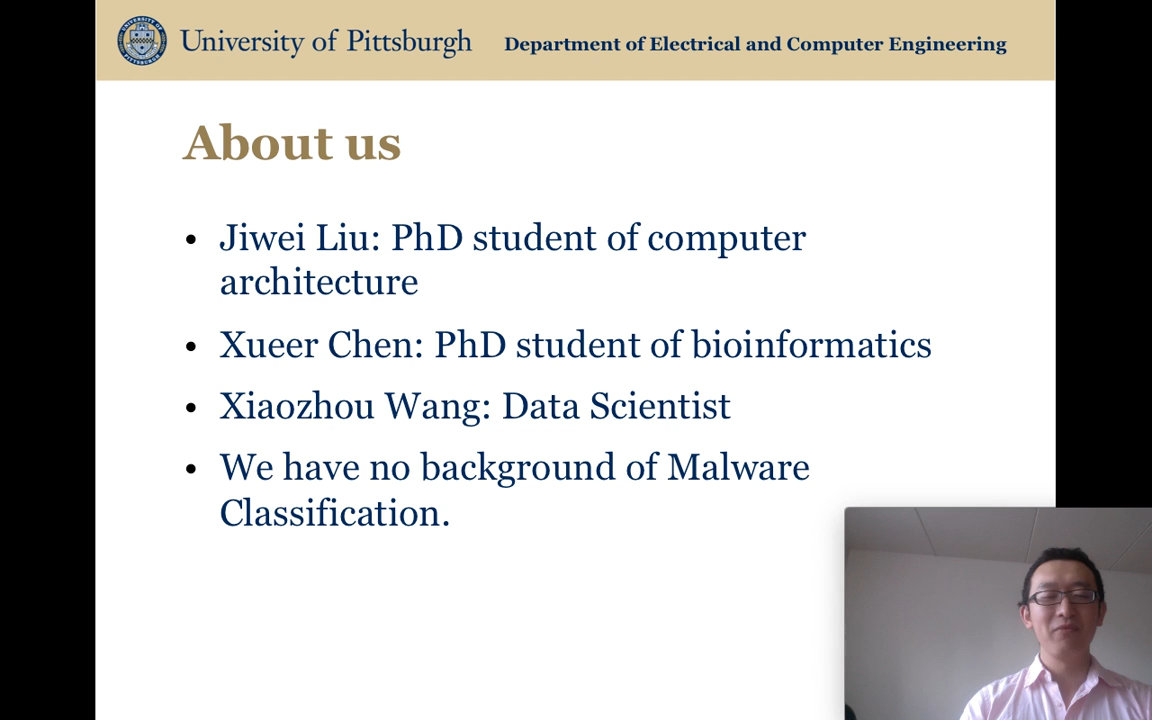 University of Pittsburgh Department of Electrical and Computer Engineering
About us
• Jiwei Liu: PhD student of computer
architecture
• Xueer Chen: PhD student of bioinformatics
• Xiaozhou Wang: Data Scientist
• We have no background of Malware
Classification.